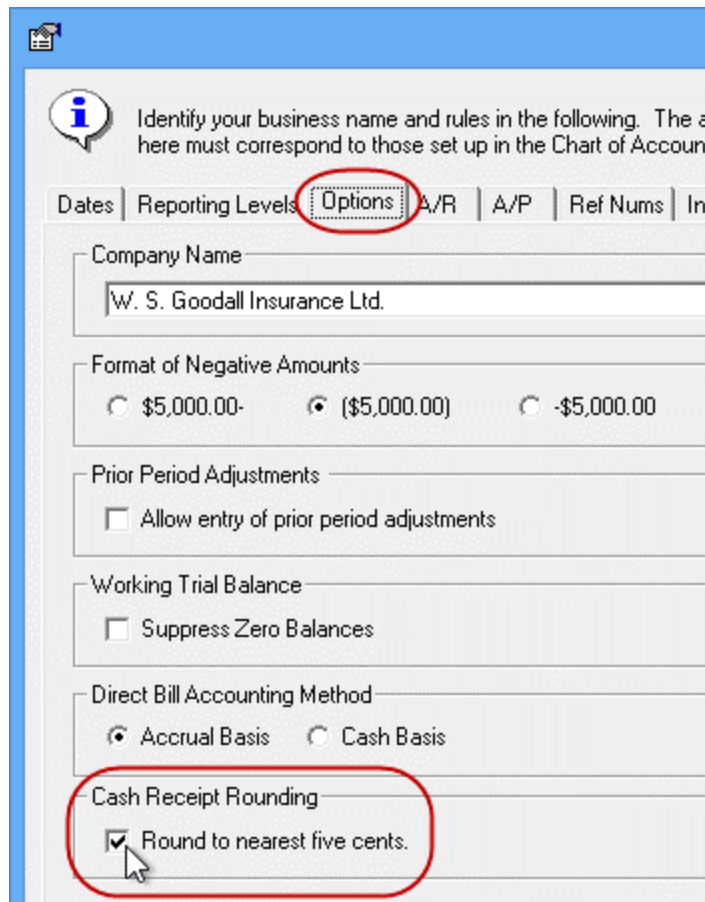 Identify your business name and rules in the following. The
here must correspond to those set up in the Chart of
Dates Reporting Levels Options A/R A/P Ref Nums
Company Name
W. S. Goodall Insurance Ltd.
Format of Negative Amounts
$5,000.00- ($5,000.00) -$5,000.00
Prior Period Adjustments
Allow entry of prior period adjustments
Working Trial Balance
Suppress Zero Balances
Direct Bill Accounting Method
Accrual Basis Cash Basis
Cash Receipt Rounding
Round to nearest five cents.